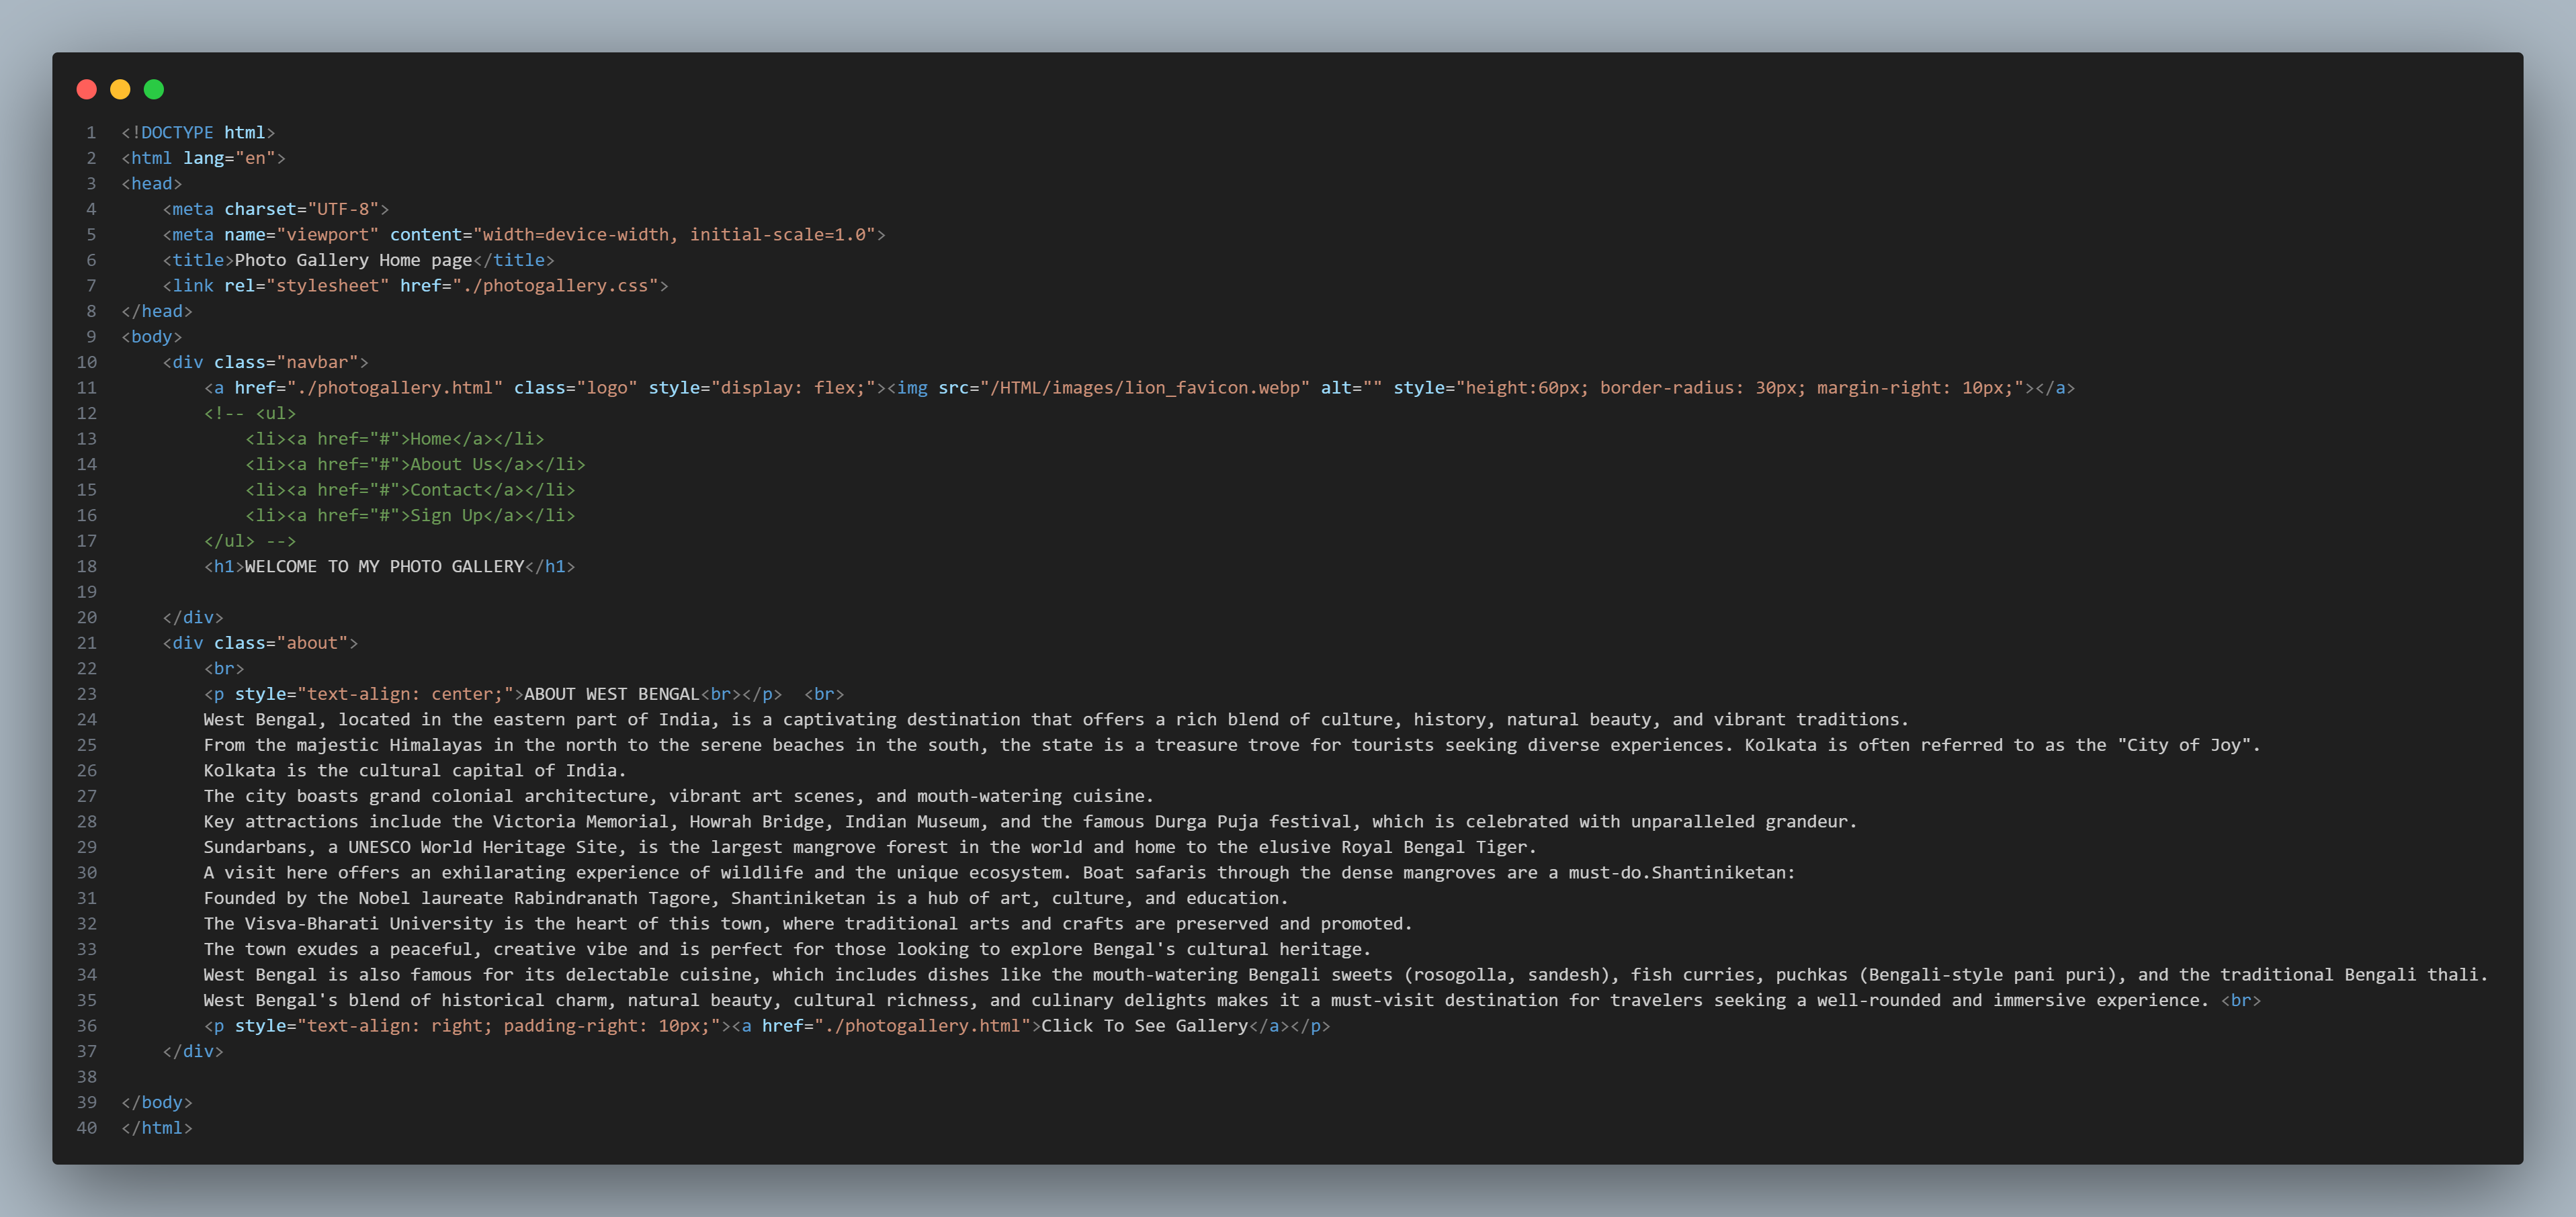 1 <!DOCTYPE html>
2 <html lang="en">
3 <head>
4     <meta charset="UTF-8">
5     <meta name="viewport" content="width=device-width, initial-scale=1.0">
6     <title>Photo Gallery Home page</title>
7     <link rel="stylesheet" href="./photogallery.css">
8 </head>
9 <body>
10     <div class="navbar">
11         <a href="./photogallery.html" class="logo" style="display: flex;"><img src="/HTML/images/lion_favicon.webp" alt="" style="height:60px; border-radius: 30px; margin-right: 10px;"></a>
12         <!-- <ul>
13             <li><a href="#">Home</a></li>
14             <li><a href="#">About Us</a></li>
15             <li><a href="#">Contact</a></li>
16             <li><a href="#">Sign Up</a></li>
17         </ul> -->
18         <h1>WELCOME TO MY PHOTO GALLERY</h1>
19
20     </div>
21     <div class="about">
22         <br>
23         <p style="text-align: center;">ABOUT WEST BENGAL<br></p>  <br>
24         West Bengal, located in the eastern part of India, is a captivating destination that offers a rich blend of culture, history, natural beauty, and vibrant traditions.
25         From the majestic Himalayas in the north to the serene beaches in the south, the state is a treasure trove for tourists seeking diverse experiences. Kolkata is often referred to as the "City of Joy".
26         Kolkata is the cultural capital of India.
27         The city boasts grand colonial architecture, vibrant art scenes, and mouth-watering cuisine.
28         Key attractions include the Victoria Memorial, Howrah Bridge, Indian Museum, and the famous Durga Puja festival, which is celebrated with unparalleled grandeur.
29         Sundarbans, a UNESCO World Heritage Site, is the largest mangrove forest in the world and home to the elusive Royal Bengal Tiger.
30         A visit here offers an exhilarating experience of wildlife and the unique ecosystem. Boat safaris through the dense mangroves are a must-do.Shantiniketan:
31         Founded by the Nobel laureate Rabindranath Tagore, Shantiniketan is a hub of art, culture, and education.
32         The Visva-Bharati University is the heart of this town, where traditional arts and crafts are preserved and promoted.
33         The town exudes a peaceful, creative vibe and is perfect for those looking to explore Bengal's cultural heritage.
34         West Bengal is also famous for its delectable cuisine, which includes dishes like the mouth-watering Bengali sweets (rosogolla, sandesh), fish curries, puchkas (Bengali-style pani puri), and the traditional Bengali thali.
35         West Bengal's blend of historical charm, natural beauty, cultural richness, and culinary delights makes it a must-visit destination for travelers seeking a well-rounded and immersive experience. <br>
36         <p style="text-align: right; padding-right: 10px;"><a href="./photogallery.html">Click To See Gallery</a></p>
37     </div>
38
39 </body>
40 </html>